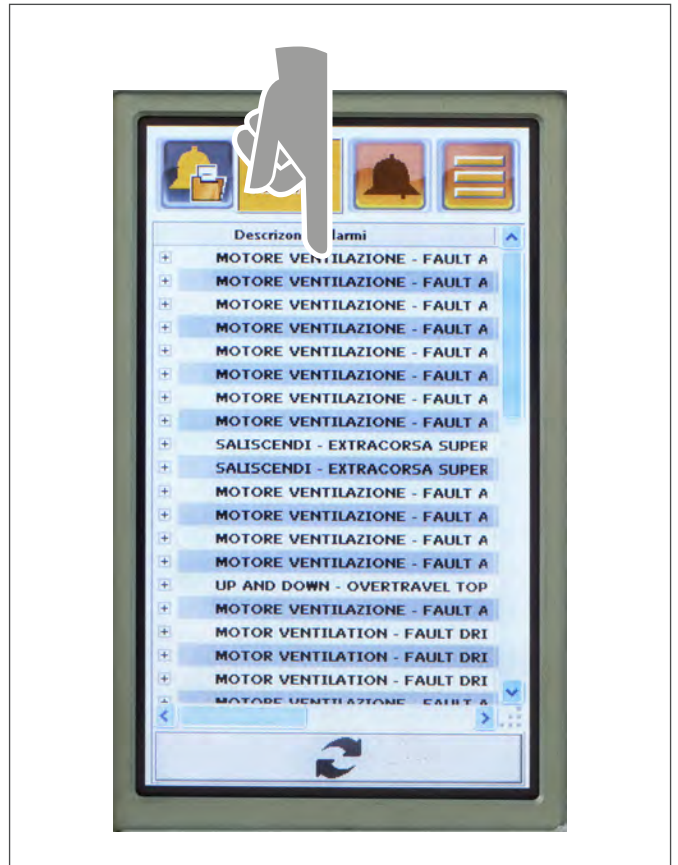 Descrizon larmi
MOTORE VENTILAZIONE - FAULT A
MOTORE VENTILAZIONE - FAULT A
MOTORE VENTILAZIONE - FAULT A
MOTORE VENTILAZIONE - FAULT A
MOTORE VENTILAZIONE - FAULT A
MOTORE VENTILAZIONE - FAULT A
MOTORE VENTILAZIONE - FAULT A
MOTORE VENTILAZIONE - FAULT A
SALISCENDI - EXTRACORSA SUPER
SALISCENDI - EXTRACORSA SUPER
MOTORE VENTILAZIONE - FAULT A
MOTORE VENTILAZIONE - FAULT A
MOTORE VENTILAZIONE - FAULT A
MOTORE VENTILAZIONE - FAULT A
UP AND DOWN - OVERTRAVEL TOP
MOTORE VENTILAZIONE - FAULT A
MOTOR VENTILATION - FAULT DRI
MOTOR VENTILATION - FAULT DRI
MOTOR VENTILATION - FAULT DRI
MOTORE VENTILAZIONE FAULT A